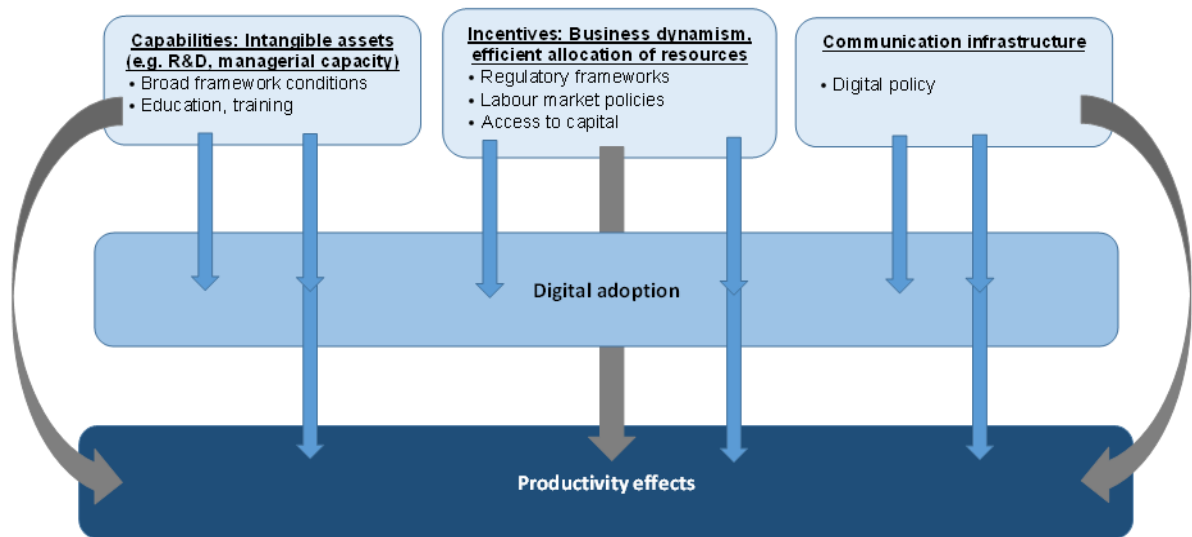 Capabilities: Intangible assets
(e.g. R&D, managerial capacity)
• Broad framework conditions
• Education, training
Incentives: Business dynamism,
efficient allocation of resources
• Regulatory frameworks
• Labour market policies
• Access to capital
Communication infrastructure
• Digital policy
Digital adoption
Productivity effects